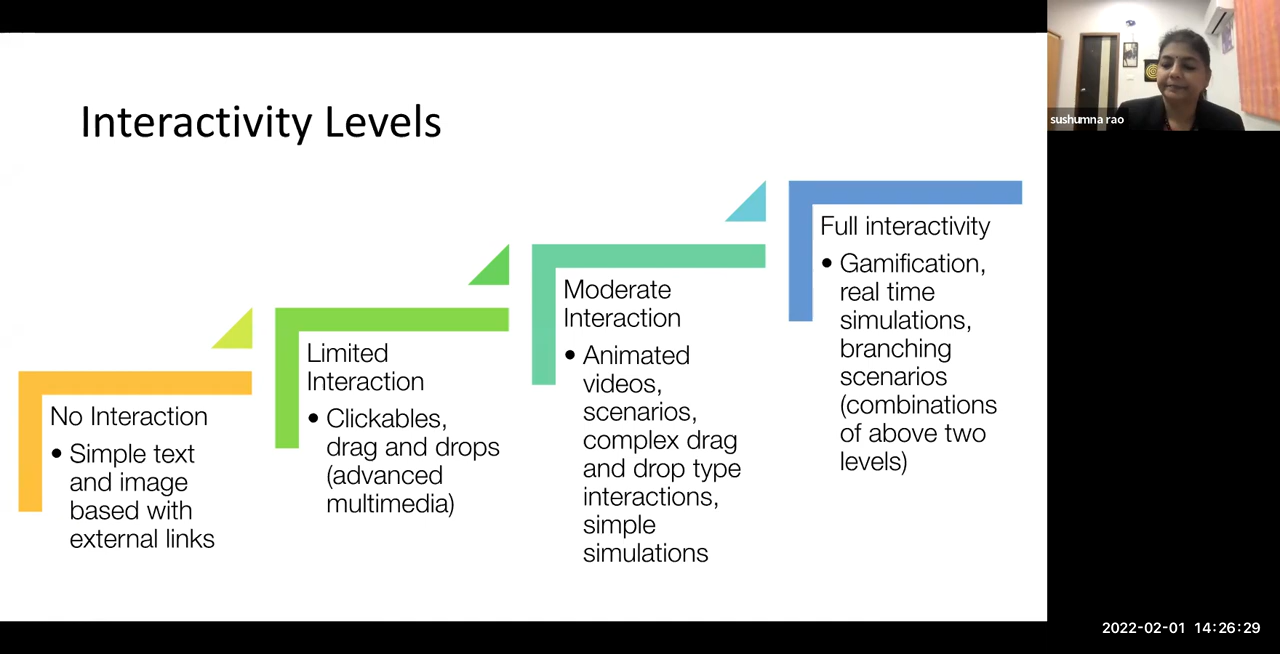 Interactivity Levels
sushumna rao
No Interaction
• Simple text
and image
based with
external links
Limited
Interaction
• Clickables,
drag and drops
(advanced
multimedia)
Moderate
Interaction
• Animated
videos,
scenarios,
complex drag
and drop type
interactions,
simple
simulations
Full interactivity
• Gamification,
real time
simulations,
branching
scenarios
(combinations
of above two
levels)
2022-02-01 14:26:29